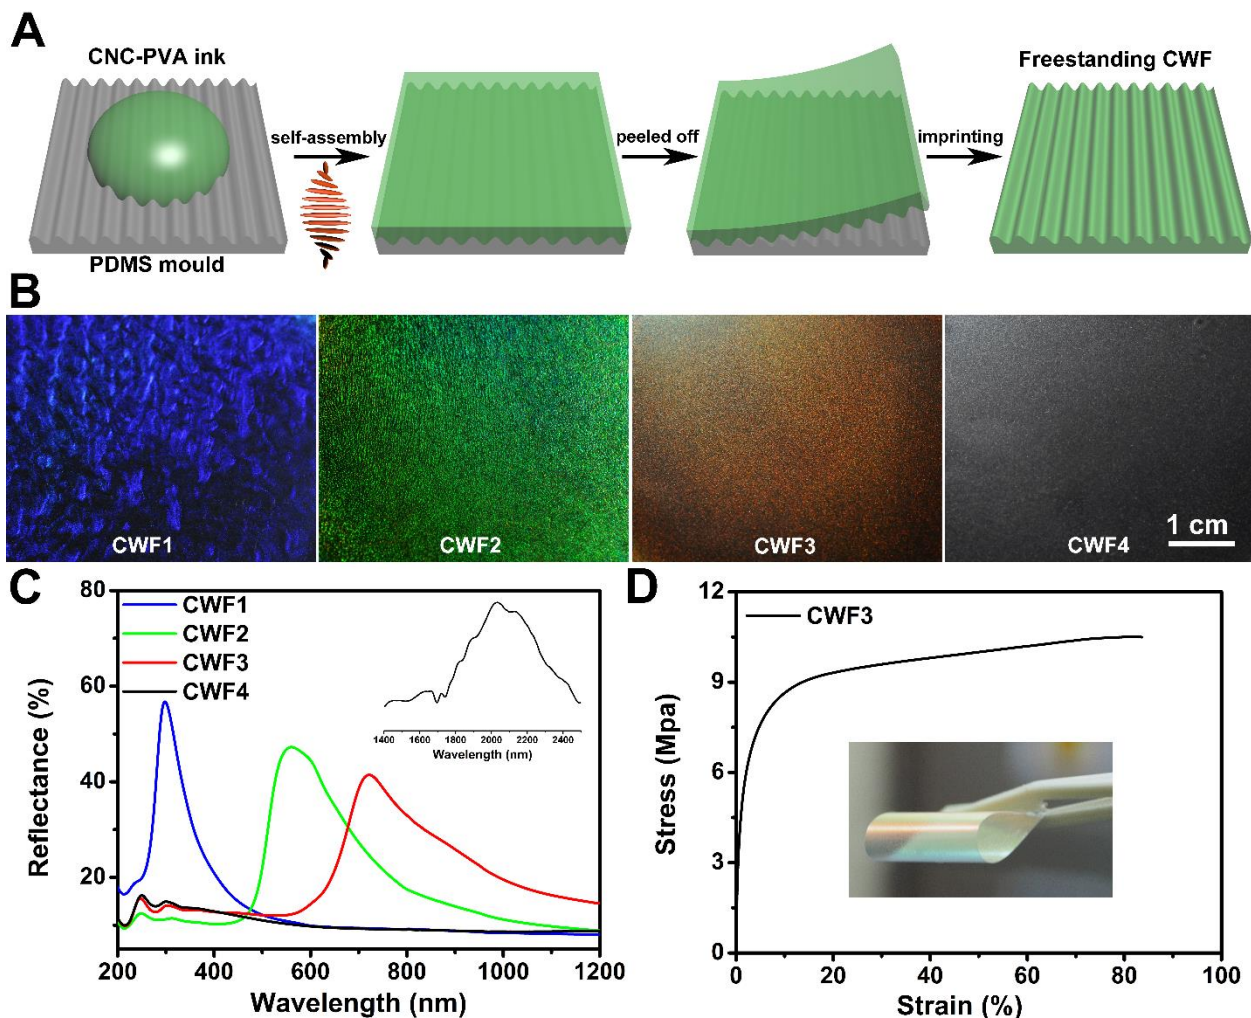 A
CNC-PVA ink
PDMS mould
self-assembly
peeled off
imprinting
Freestanding CWF
B
CWF1
CWF2
CWF3
CWF4
1 cm
C
80
60
40
20
Reflectance (%)
CWF1
CWF2
CWF3
CWF4
1400 1600 1800 2000 2200 2400
Wavelength (nm)
200 400 600 800 1000 1200
Wavelength (nm)
D
12
9
6
3
0
Stress (Mpa)
CWF3
0 20 40 60 80 100
Strain (%)